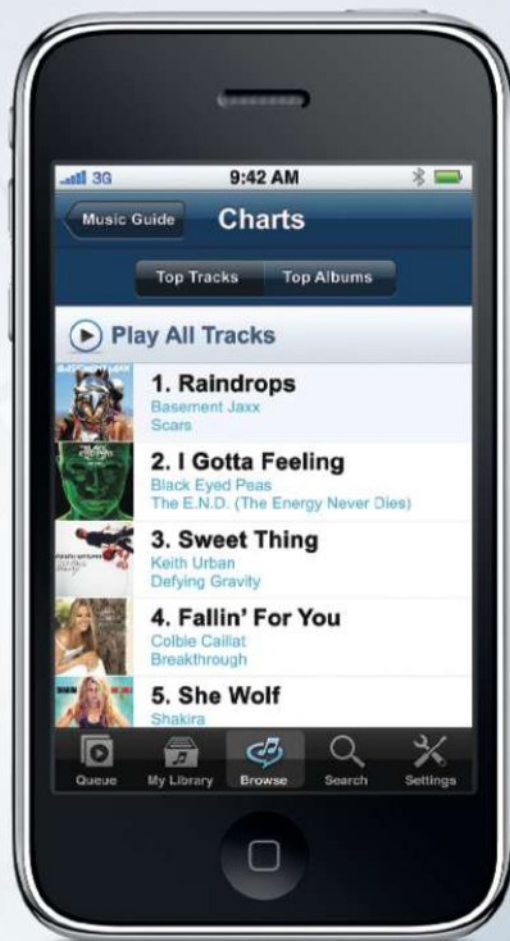 3G 9:42 AM
Music Guide Charts
Top Tracks Top Albums
Play All Tracks
1. Raindrops
Basement Jaxx
Scars
2. I Gotta Feeling
Black Eyed Peas
The E.N.D. (The Energy Never Dies)
3. Sweet Thing
Keith Urban
Defying Gravity
4. Fallin' For You
Colbie Caillat
Breakthrough
5. She Wolf
Shakira
Queue My Library Browse Search Settings